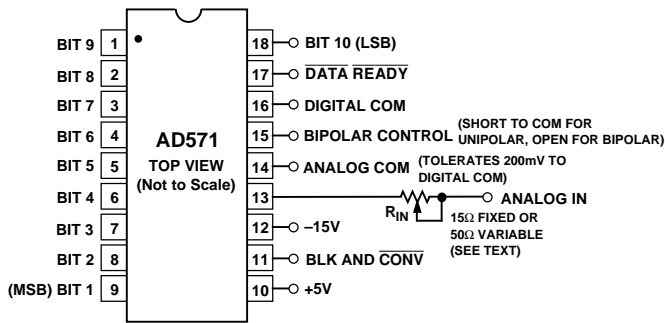 BIT 9 1
18 BIT 10 (LSB)
BIT 8 2
17 DATA READY
BIT 7 3
16 DIGITAL COM
BIT 6 4
15 BIPOLAR CONTROL (SHORT TO COM FOR
UNIPOLAR, OPEN FOR BIPOLAR)
AD571
TOP VIEW
(Not to Scale)
BIT 5 5
14 ANALOG COM (TOLERATES 200mV TO
DIGITAL COM)
BIT 4 6
13
RIN
ANALOG IN
15Ω FIXED OR
50Ω VARIABLE
(SEE TEXT)
BIT 3 7
12 –15V
BIT 2 8
11 BLK AND CONV
(MSB) BIT 1 9
10 +5V